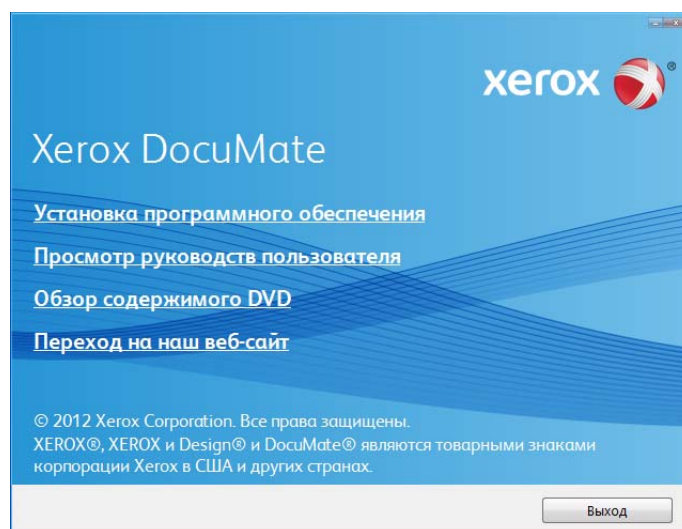 xerox ®
Xerox DocuMate
Установка программного обеспечения
Просмотр руководств пользователя
Обзор содержимого DVD
Переход на наш веб-сайт
© 2012 Xerox Corporation. Все права защищены.
XEROX®, XEROX и Design® и DocuMate® являются товарными знаками
корпорации Xerox в США и других странах.
Выход